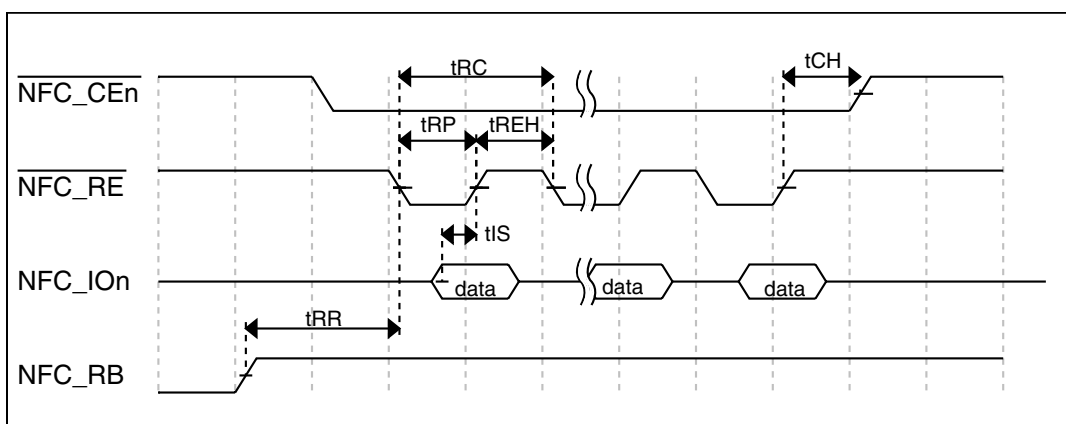 tRC
tCH
NFC_CEn
tRP
tREH
NFC_RE
tIS
NFC_IOn
data
data
data
tRR
NFC_RB